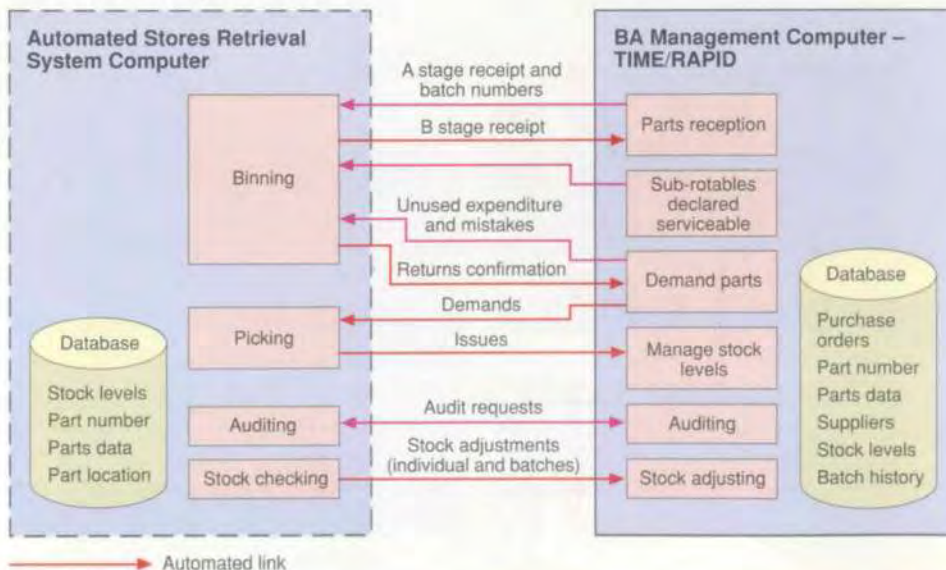 Automated Stores Retrieval
System Computer
Binning
Picking
Auditing
Stock checking
Database
Stock levels
Part number
Parts data
Part location
A stage receipt and
batch numbers
B stage receipt
Unused expenditure
and mistakes
Returns confirmation
Demands
Issues
Audit requests
Stock adjustments
(individual and batches)
BA Management Computer –
TIME/RAPID
Parts reception
Sub-rotables
declared
serviceable
Demand parts
Manage stock
levels
Auditing
Stock adjusting
Database
Purchase
orders
Part number
Parts data
Suppliers
Stock levels
Batch history
Automated link